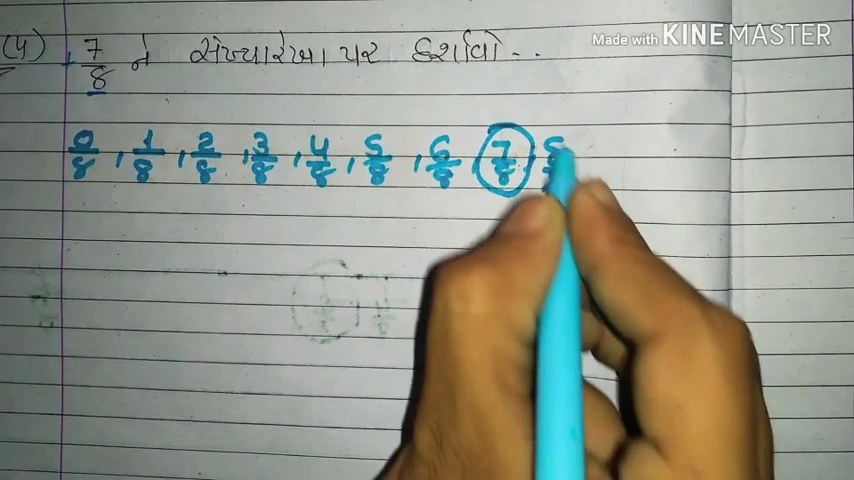 Made with KINEMASTER
(૫) 7/8 ને સંખ્યારેખા પર દર્શાવો...
0/8, 1/8, 2/8, 3/8, 4/8, 5/8, 6/8, 7/8,